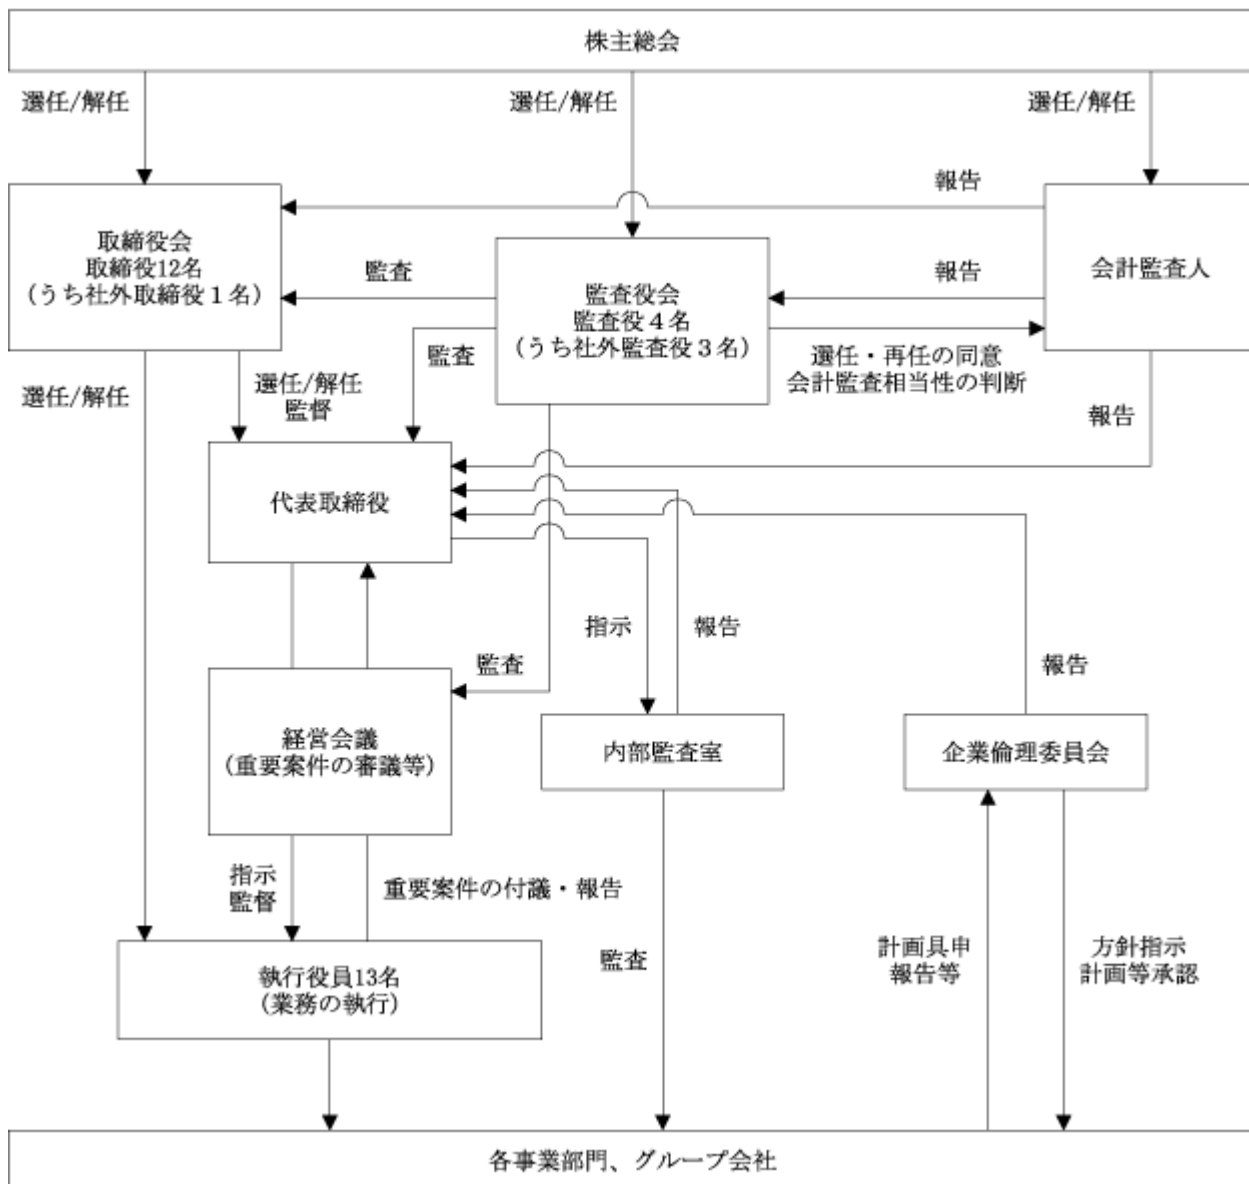 株主総会
選任/解任
選任/解任
選任/解任
報告
取締役会
取締役12名
(うち社外取締役1名)
監査
監査役会
監査役4名
(うち社外監査役3名)
報告
会計監査人
監査
選任・再任の同意
会計監査相当性の判断
選任/解任
選任/解任
監督
報告
代表取締役
指示
報告
監査
報告
経営会議
(重要案件の審議等)
内部監査室
企業倫理委員会
指示
監督
重要案件の付議・報告
監査
計画具申
報告等
方針指示
計画等承認
執行役員13名
(業務の執行)
各事業部門、グループ会社